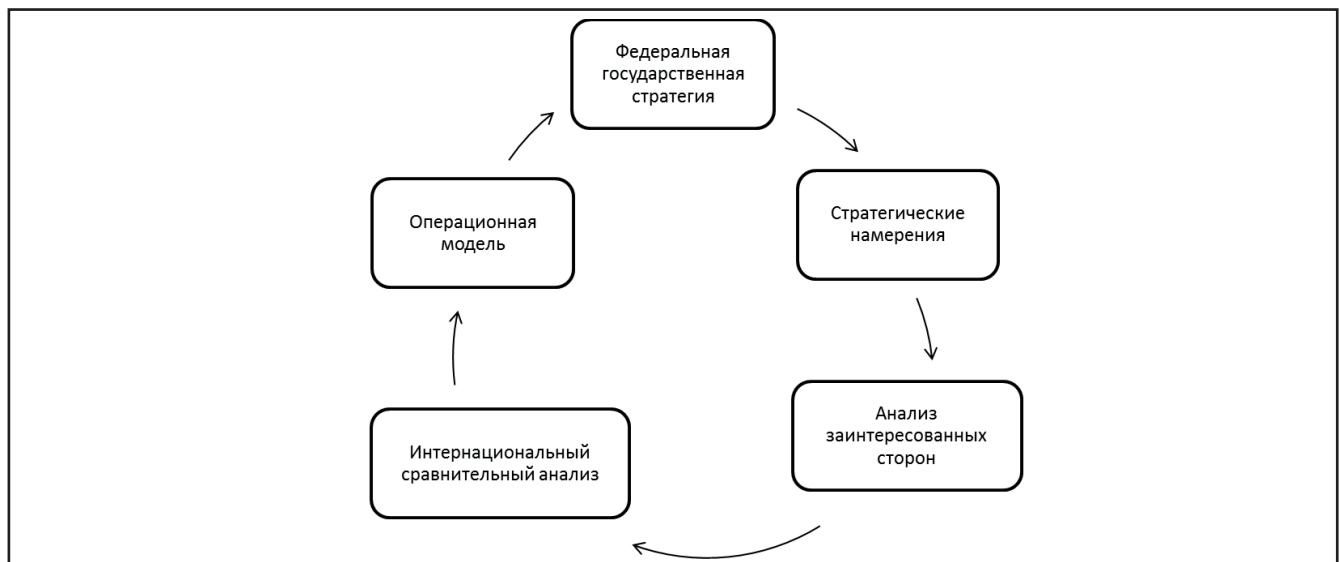 Федеральная
государственная
стратегия
Стратегические
намерения
Анализ
заинтересованных
сторон
Интернациональный
сравнительный анализ
Операционная
модель